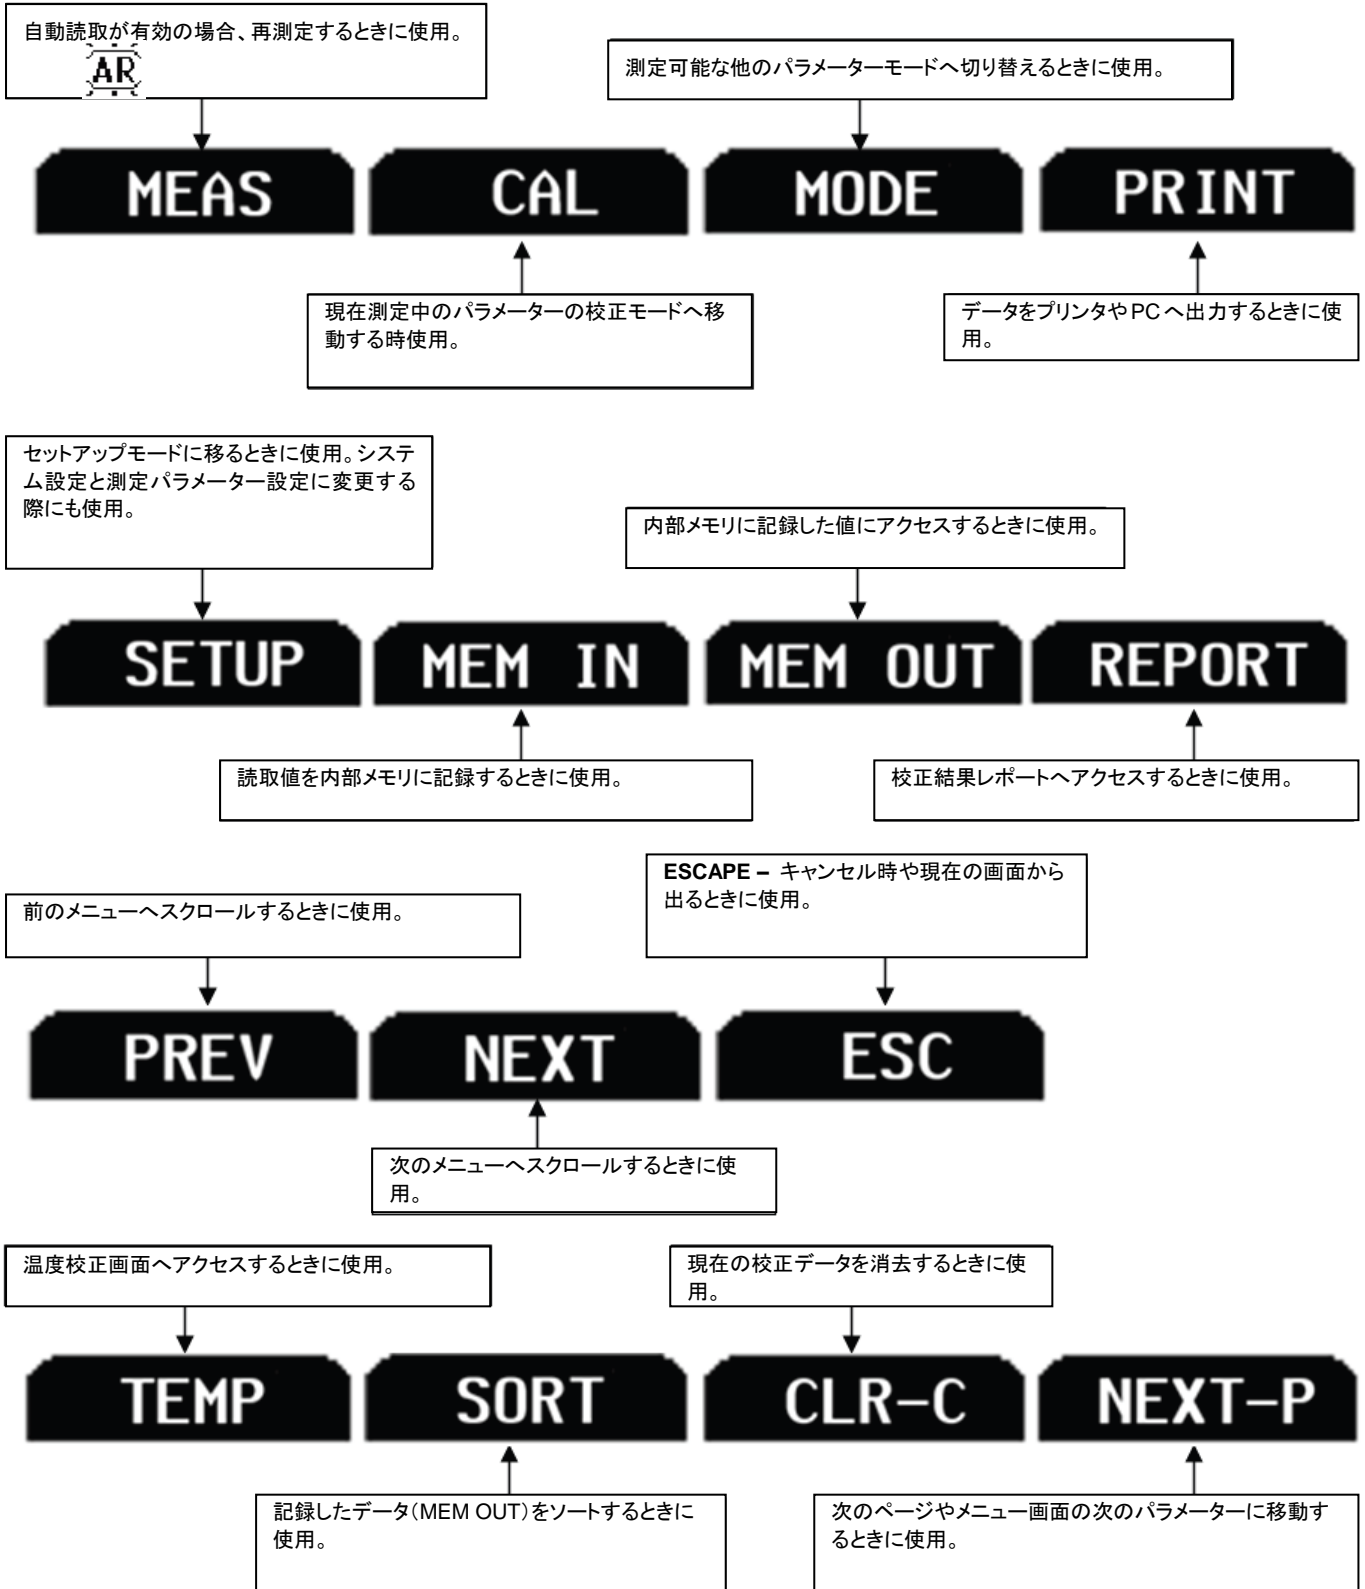 自動読取が有効の場合、再測定するときに使用。
AR
測定可能な他のパラメーターモードへ切り替えるときに使用。
MEAS
CAL
MODE
PRINT
現在測定中のパラメーターの校正モードへ移
動する時使用。
データをプリンタやPCへ出力するときに使
用。
セットアップモードに移るときに使用。システ
ム設定と測定パラメーター設定に変更する
際にも使用。
内部メモリに記録した値にアクセスするときに使用。
SETUP
MEM IN
MEM OUT
REPORT
読取値を内部メモリに記録するときに使用。
校正結果レポートへアクセスするときに使用。
前のメニューへスクロールするときに使用。
ESCAPE – キャンセル時や現在の画面から
出るときに使用。
PREV
NEXT
ESC
次のメニューへスクロールするときに使
用。
温度校正画面へアクセスするときに使用。
現在の校正データを消去するときに使
用。
TEMP
SORT
CLR-C
NEXT-P
記録したデータ(MEM OUT)をソートするときに
使用。
次のページやメニュー画面の次のパラメーターに移動す
るときに使用。